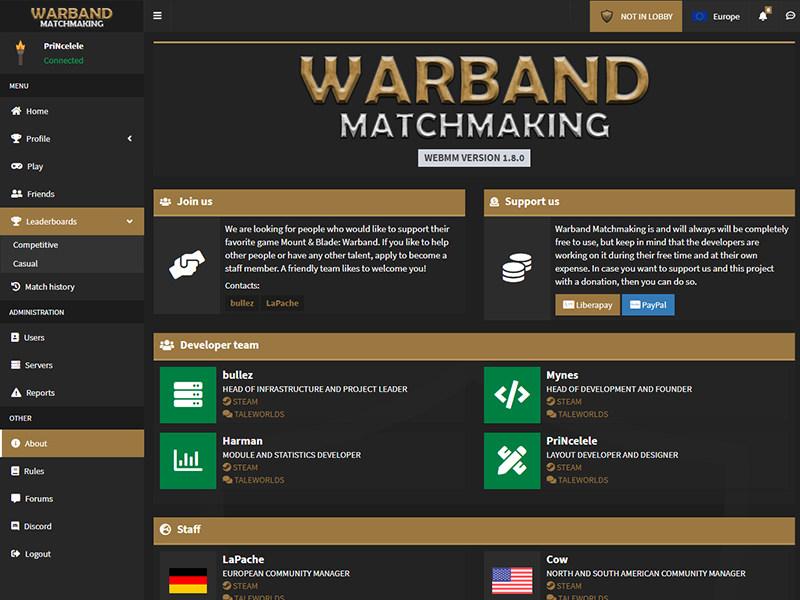 WARBAND
MATCHMAKING
NOT IN LOBBY
Europe
8
PriNcelele
Connected
MENU
Home
Profile
Play
Friends
Leaderboards
Competitive
Casual
Match history
ADMINISTRATION
Users
Servers
Reports
OTHER
About
Rules
Forums
Discord
Logout
WARBAND
MATCHMAKING
WEBMM VERSION 1.8.0
Join us
We are looking for people who would like to support their
favorite game Mount & Blade: Warband. If you like to help
other people or have any other talent, apply to become a
staff member. A friendly team likes to welcome you!
Contacts:
bullez LaPache
Support us
Warband Matchmaking is and will always will be completely
free to use, but keep in mind that the developers are
working on it during their free time and at their own
expense. In case you want to support us and this project
with a donation, then you can do so.
Liberapay PayPal
Developer team
bullez
HEAD OF INFRASTRUCTURE AND PROJECT LEADER
STEAM
TALEWORLDS
Mynes
HEAD OF DEVELOPMENT AND FOUNDER
STEAM
TALEWORLDS
Harman
MODULE AND STATISTICS DEVELOPER
STEAM
TALEWORLDS
PriNcelele
LAYOUT DEVELOPER AND DESIGNER
STEAM
TALEWORLDS
Staff
LaPache
EUROPEAN COMMUNITY MANAGER
STEAM
TALEWORLDS
Cow
NORTH AND SOUTH AMERICAN COMMUNITY MANAGER
STEAM
TALEWORLDS